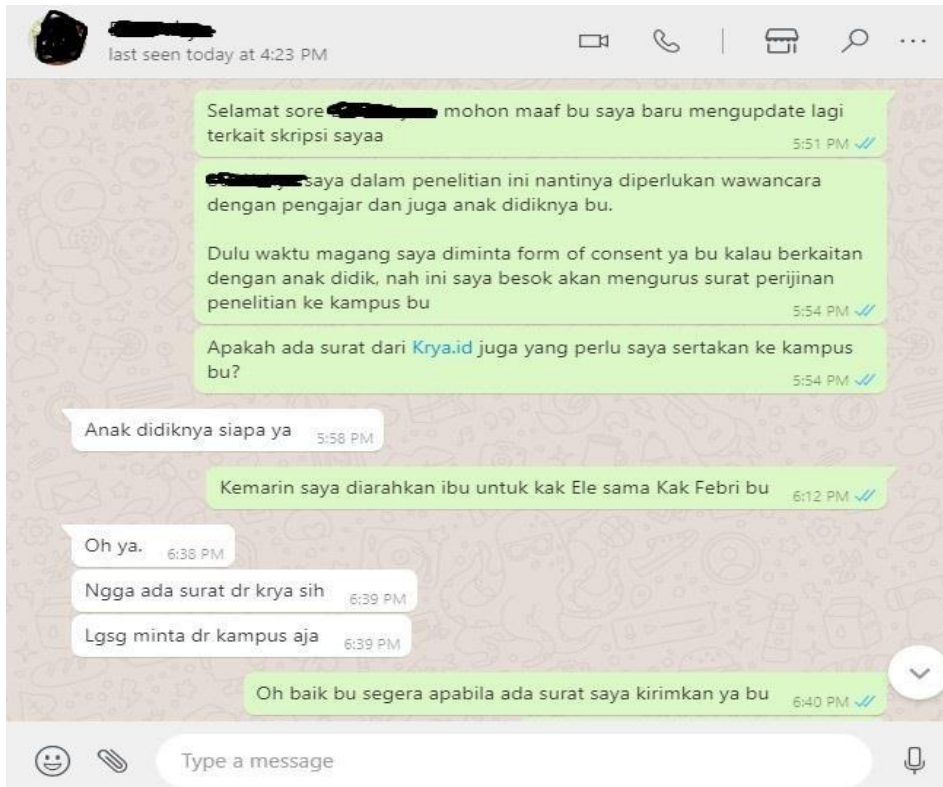 last seen today at 4:23 PM
Selamat sore mohon maaf bu saya baru mengupdate lagi
terkait skripsi sayaa
5:51 PM
saya dalam penelitian ini nantinya diperlukan wawancara
dengan pengajar dan juga anak didiknya bu.
Dulu waktu magang saya diminta form of consent ya bu kalau berkaitan
dengan anak didik, nah ini saya besok akan mengurus surat perijinan
penelitian ke kampus bu
5:54 PM
Apakah ada surat dari Krya.id juga yang perlu saya sertakan ke kampus
bu?
5:54 PM
Anak didiknya siapa ya 5:58 PM
Kemarin saya diarahkan ibu untuk kak Ele sama Kak Febri bu 6:12 PM
Oh ya. 6:38 PM
Ngga ada surat dr krya sih 6:39 PM
Lgsg minta dr kampus aja 6:39 PM
Oh baik bu segera apabila ada surat saya kirimkan ya bu 6:40 PM
Type a message